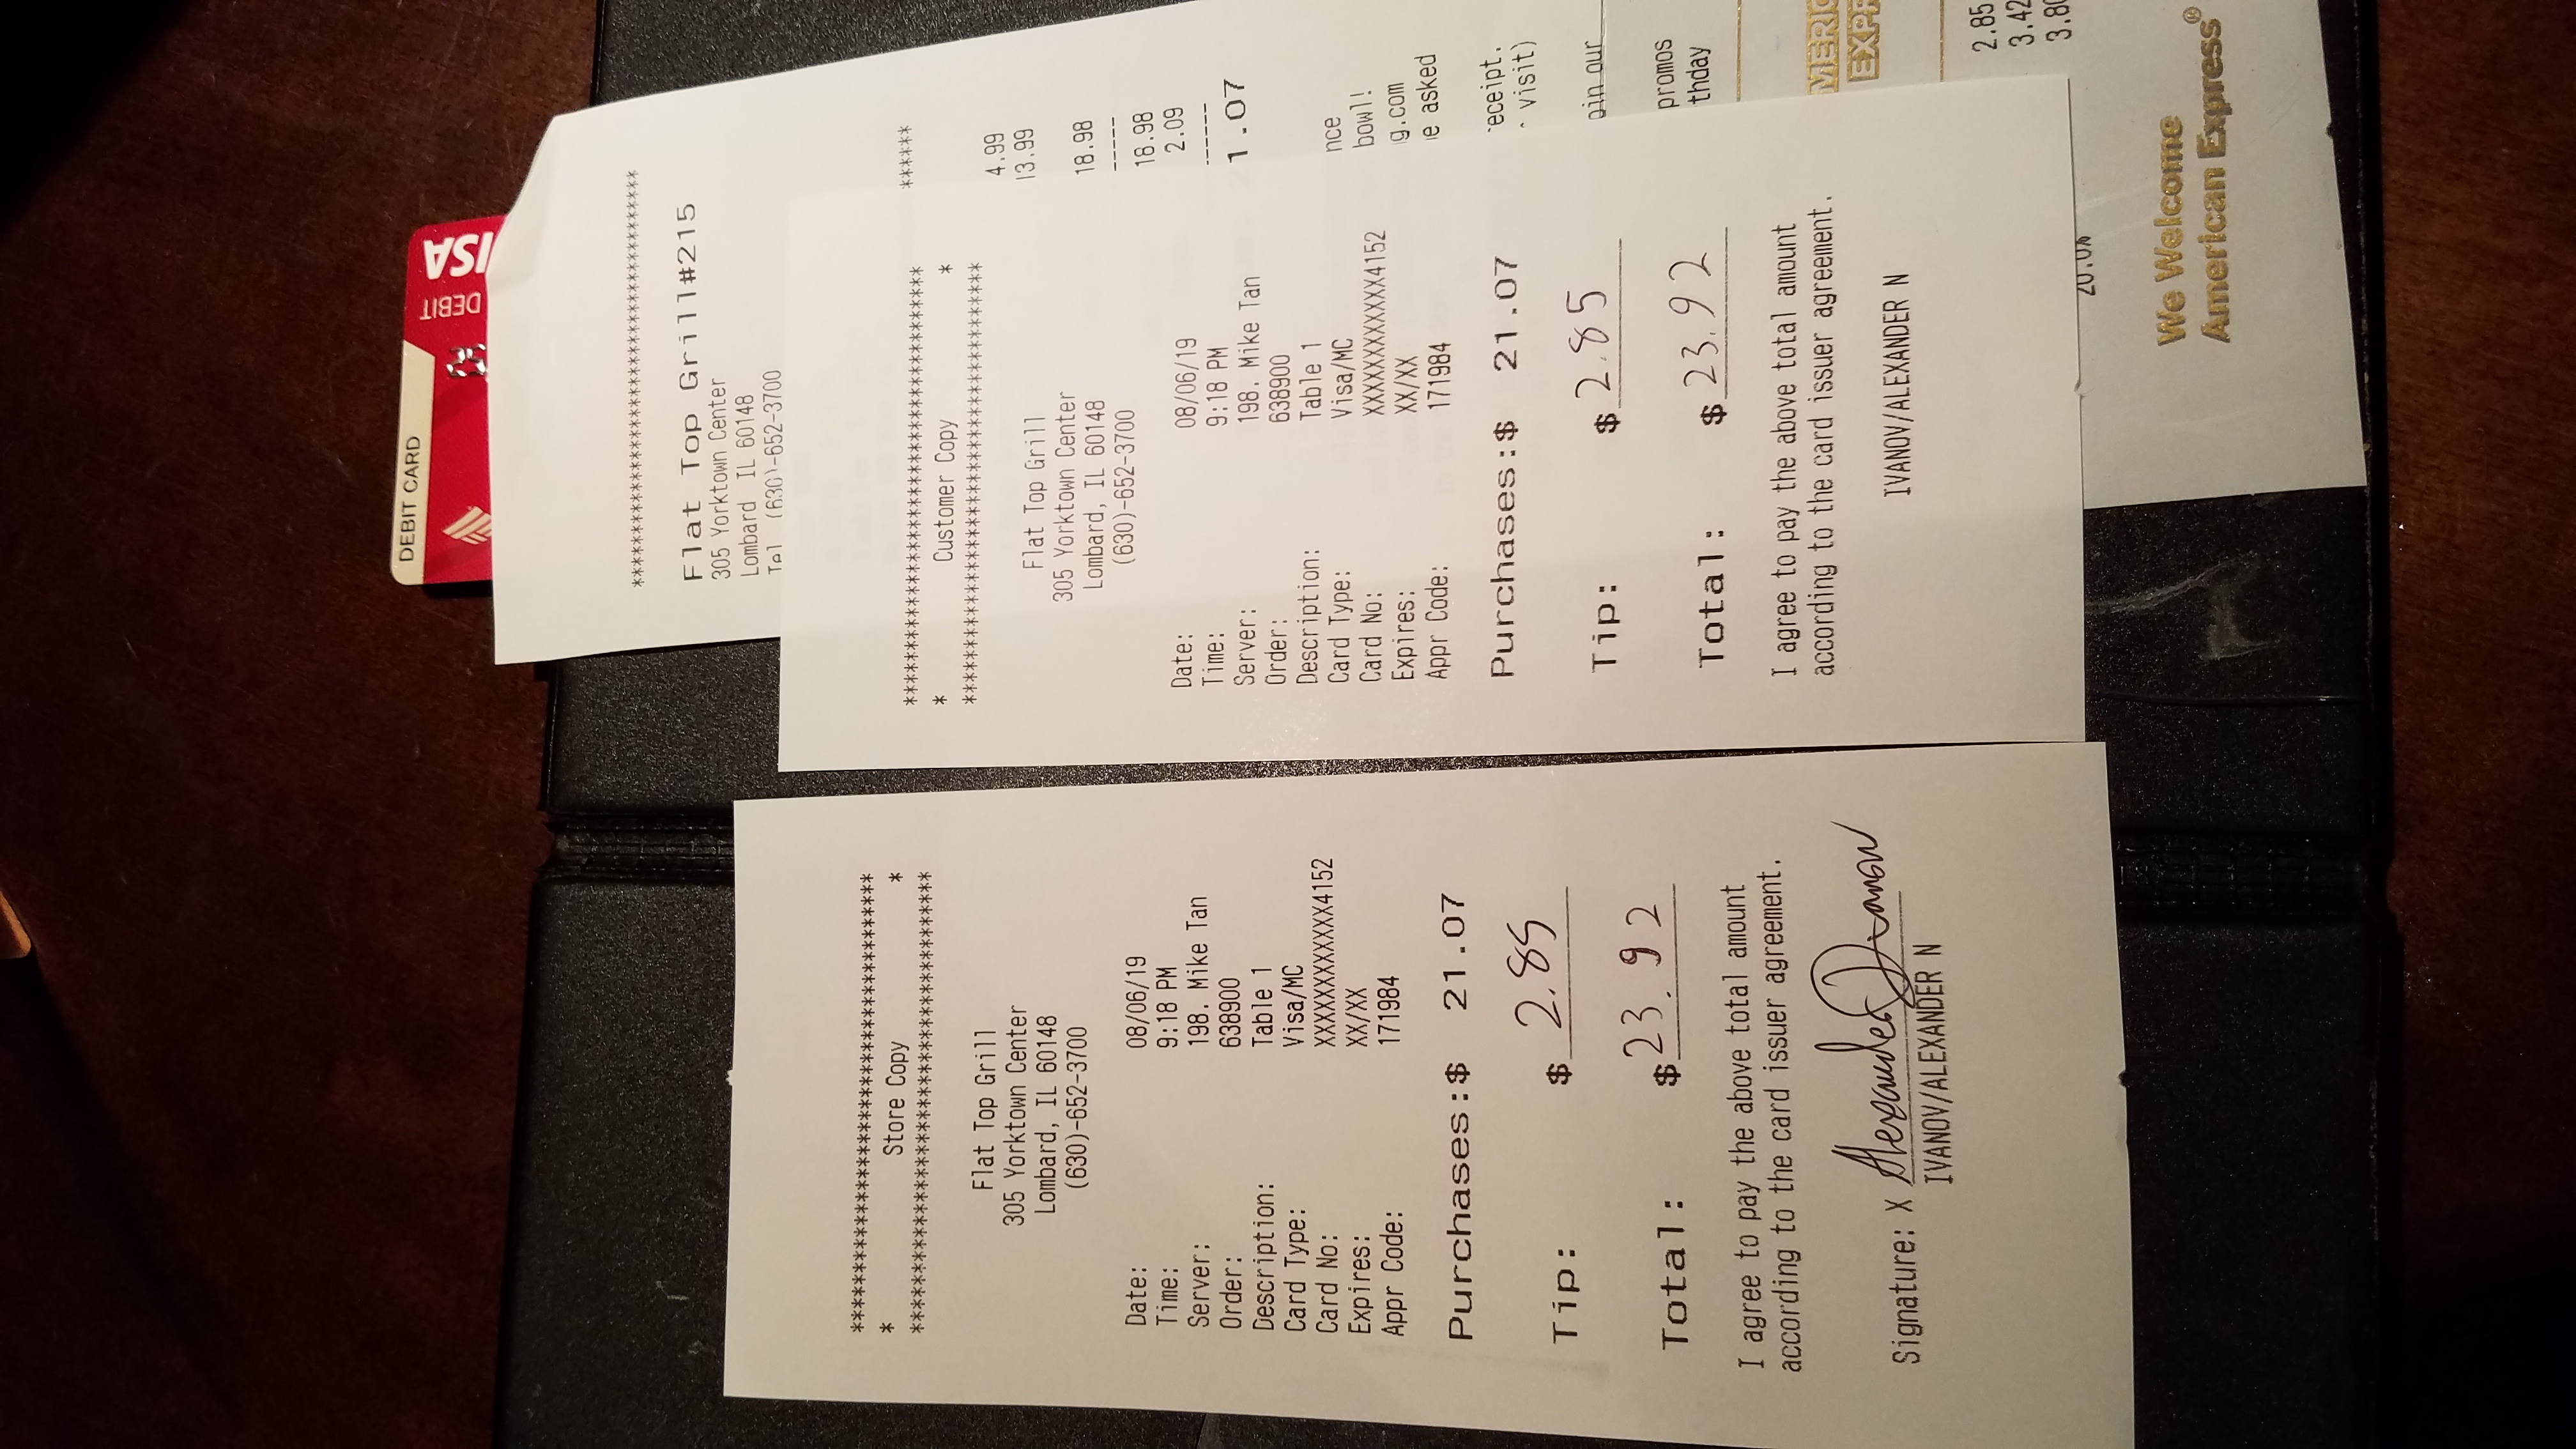 DEBIT CARD
DEBIT
VISA
****************************************
Flat Top Grill#215
305 Yorktown Center
Lombard IL 60148
Tel (630)-652-3700
****************************************
* Store Copy *
****************************************
Flat Top Grill
305 Yorktown Center
Lombard, IL 60148
(630)-652-3700
Date: 08/06/19
Time: 9:18 PM
Server: 198. Mike Tan
Order: 638900
Description: Table 1
Card Type: Visa/MC
Card No: XXXXXXXXXXXX4152
Expires: XX/XX
Appr Code: 171984
Purchases:$ 21.07
Tip: $ 2.85
Total: $ 23.92
I agree to pay the above total amount
according to the card issuer agreement.
Signature: X Alexander Ivanov
IVANOV/ALEXANDER N
****************************************
* Customer Copy *
****************************************
Flat Top Grill
305 Yorktown Center
Lombard, IL 60148
(630)-652-3700
Date: 08/06/19
Time: 9:18 PM
Server: 198. Mike Tan
Order: 638900
Description: Table 1
Card Type: Visa/MC
Card No: XXXXXXXXXXXX4152
Expires: XX/XX
Appr Code: 171984
Purchases:$ 21.07
Tip: $ 2.85
Total: $ 23.92
I agree to pay the above total amount
according to the card issuer agreement.
IVANOV/ALEXANDER N
******
4.99
13.99
18.98
-----
18.98
2.09
------
1.07
nce
bowl!
g.com
asked
receipt.
visit)
our
promos
thday
MERIC
EXPR
2.85
3.42
3.80
20.0%
We Welcome
American Express®